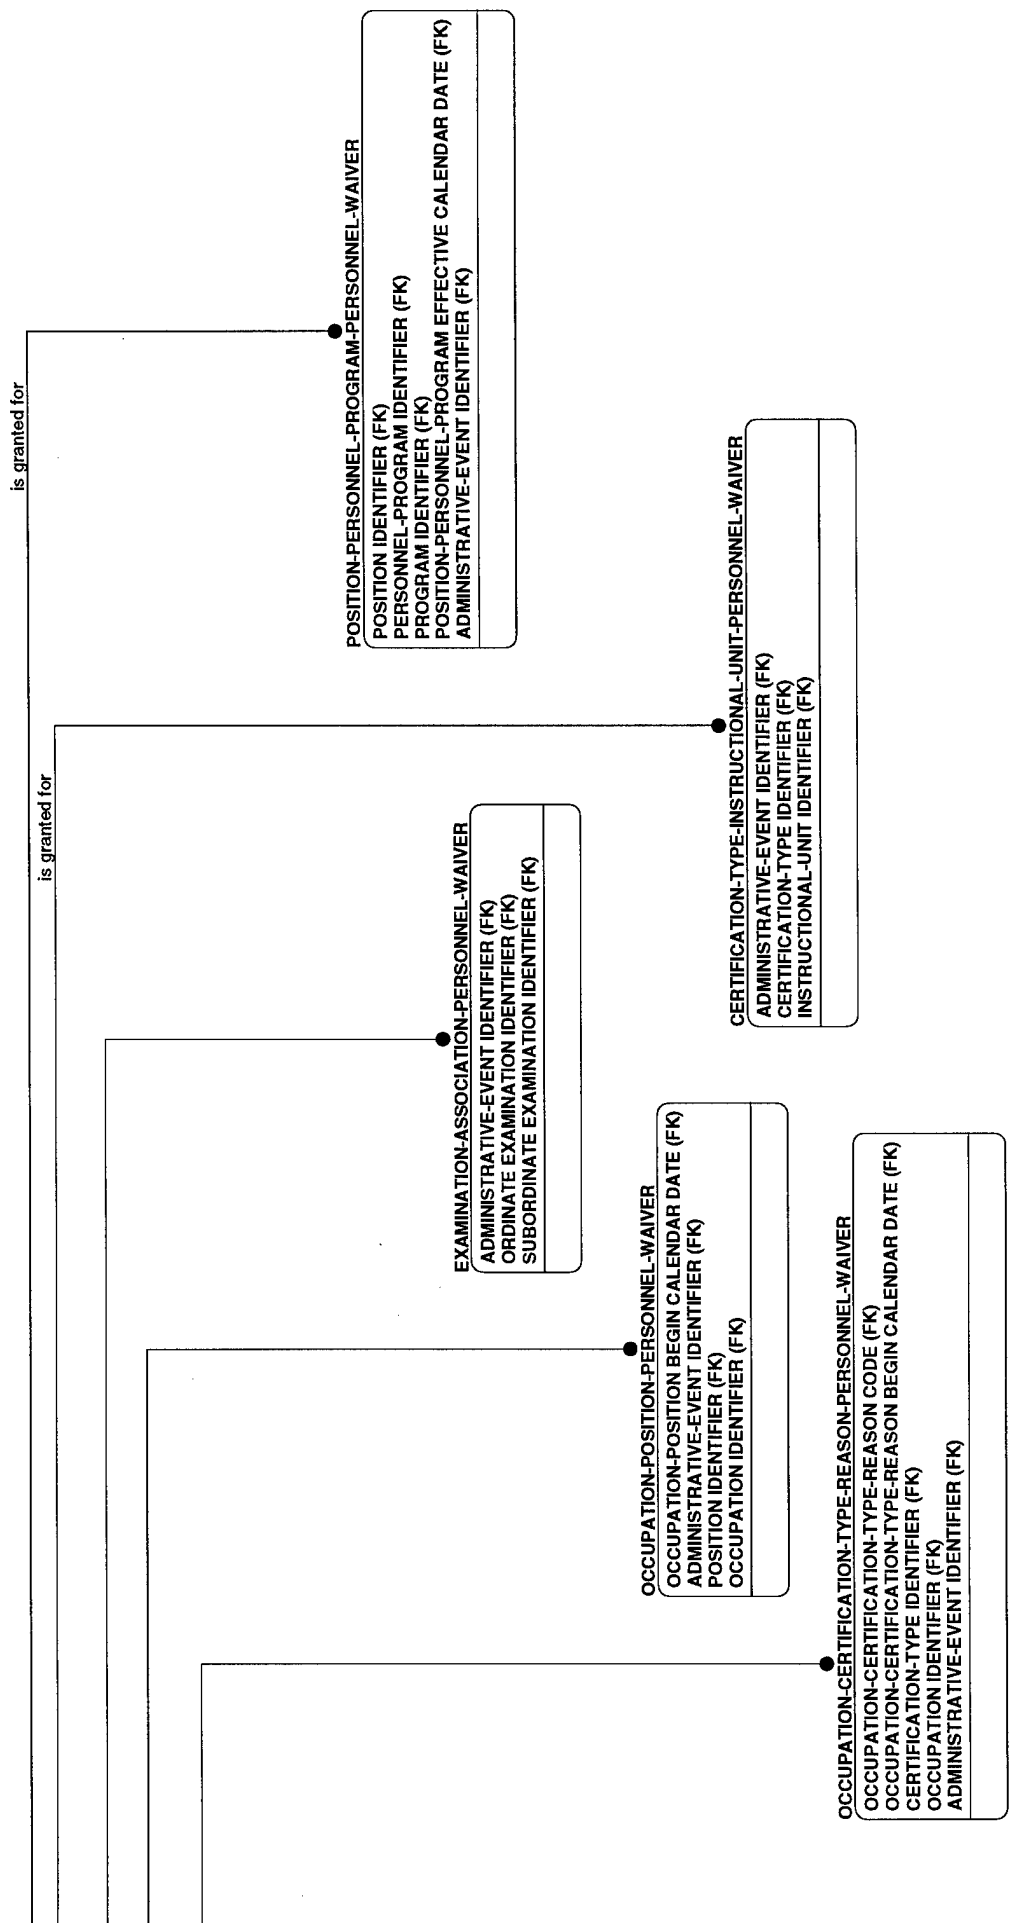 is granted for
is granted for
POSITION-PERSONNEL-PROGRAM-PERSONNEL-WAIVER
POSITION IDENTIFIER (FK)
PERSONNEL-PROGRAM IDENTIFIER (FK)
PROGRAM IDENTIFIER (FK)
POSITION-PERSONNEL-PROGRAM EFFECTIVE CALENDAR DATE (FK)
ADMINISTRATIVE-EVENT IDENTIFIER (FK)
EXAMINATION-ASSOCIATION-PERSONNEL-WAIVER
ADMINISTRATIVE-EVENT IDENTIFIER (FK)
ORDINATE EXAMINATION IDENTIFIER (FK)
SUBORDINATE EXAMINATION IDENTIFIER (FK)
OCCUPATION-POSITION-PERSONNEL-WAIVER
OCCUPATION-POSITION BEGIN CALENDAR DATE (FK)
ADMINISTRATIVE-EVENT IDENTIFIER (FK)
POSITION IDENTIFIER (FK)
OCCUPATION IDENTIFIER (FK)
CERTIFICATION-TYPE-INSTRUCTIONAL-UNIT-PERSONNEL-WAIVER
ADMINISTRATIVE-EVENT IDENTIFIER (FK)
CERTIFICATION-TYPE IDENTIFIER (FK)
INSTRUCTIONAL-UNIT IDENTIFIER (FK)
OCCUPATION-CERTIFICATION-TYPE-REASON-PERSONNEL-WAIVER
OCCUPATION-CERTIFICATION-TYPE-REASON CODE (FK)
OCCUPATION-CERTIFICATION-TYPE-REASON BEGIN CALENDAR DATE (FK)
CERTIFICATION-TYPE IDENTIFIER (FK)
OCCUPATION IDENTIFIER (FK)
ADMINISTRATIVE-EVENT IDENTIFIER (FK)